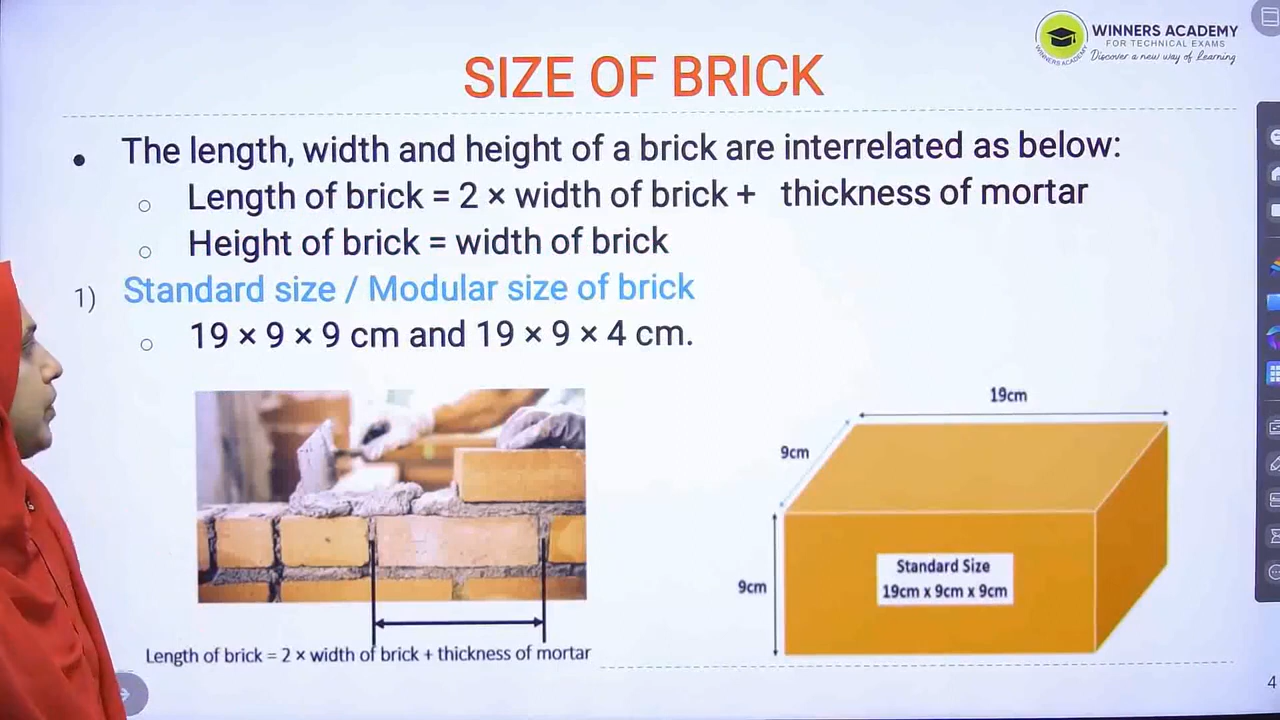 WINNERS ACADEMY
FOR TECHNICAL EXAMS
Discover a new way of Learning
WINNERS ACADEMY
SIZE OF BRICK
• The length, width and height of a brick are interrelated as below:
○ Length of brick = 2 × width of brick + thickness of mortar
○ Height of brick = width of brick
1) Standard size / Modular size of brick
○ 19 × 9 × 9 cm and 19 × 9 × 4 cm.
19cm
9cm
9cm
Standard Size
19cm x 9cm x 9cm
Length of brick = 2 × width of brick + thickness of mortar
4